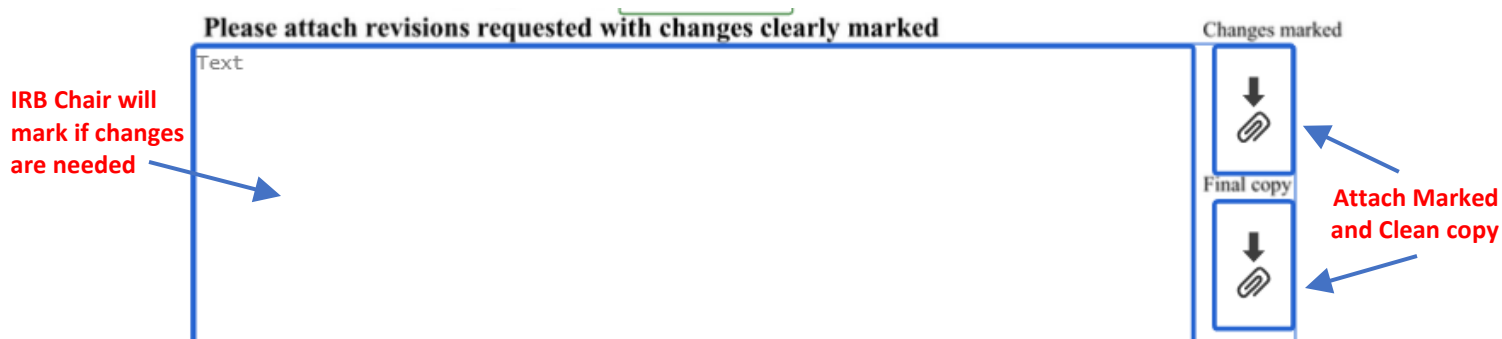 Please attach revisions requested with changes clearly marked
Changes marked
Text
IRB Chair will
mark if changes
are needed
Final copy
Attach Marked
and Clean copy